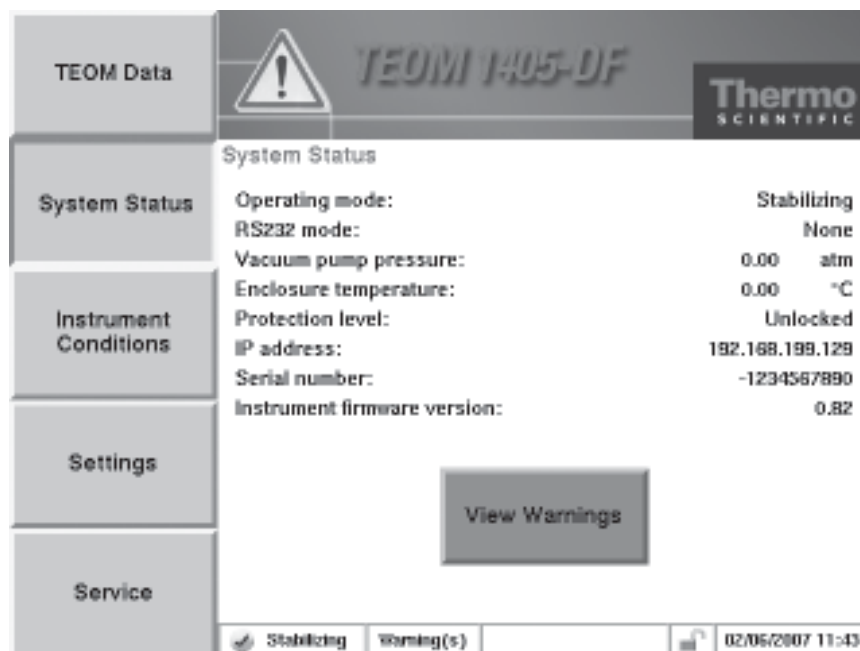 TEOM Data
TEOM 1405-DF
Thermo
SCIENTIFIC
System Status
System Status
Operating mode: Stabilizing
RS232 mode: None
Vacuum pump pressure: 0.00 atm
Enclosure temperature: 0.00 °C
Protection level: Unlocked
IP address: 192.168.199.129
Serial number: -1234567890
Instrument firmware version: 0.82
Instrument
Conditions
Settings
View Warnings
Service
Stabilizing Warning(s) 02/06/2007 11:43